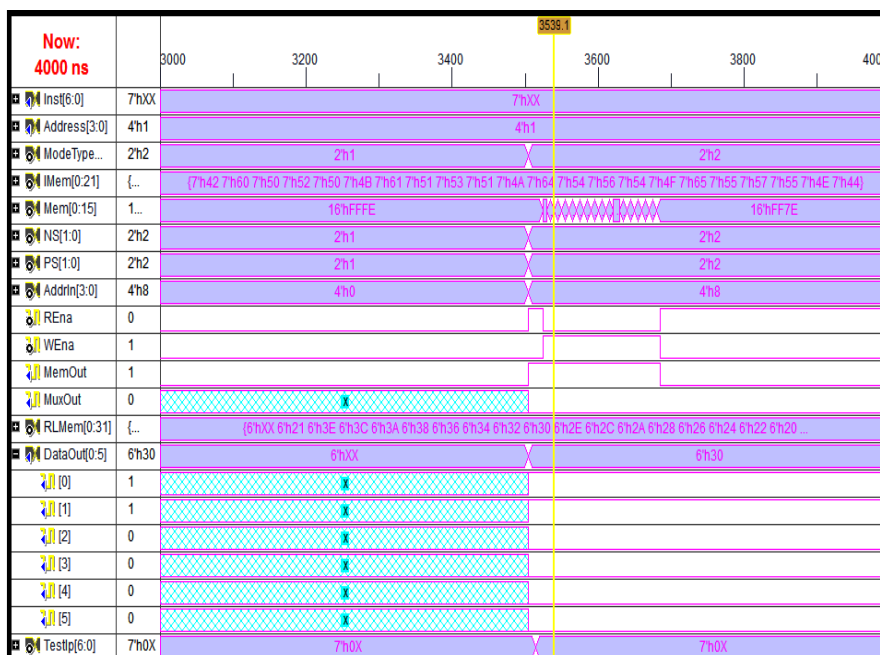 3539.1
Now:
4000 ns
3000 3200 3400 3600 3800 400
Inst[6:0] 7'hXX 7'hXX
Address[3:0] 4'h1 4'h1
ModeType... 2'h2 2'h1 2'h2
IMem[0:21] {... {7'h42 7'h60 7'h50 7'h52 7'h50 7'h4B 7'h61 7'h51 7'h53 7'h51 7'h4A 7'h64 7'h54 7'h56 7'h54 7'h4F 7'h65 7'h55 7'h57 7'h55 7'h4E 7'h44}
Mem[0:15] 1... 16'hFFFE 16'hFF7E
NS[1:0] 2'h2 2'h1 2'h2
PS[1:0] 2'h2 2'h1 2'h2
AddrIn[3:0] 4'h8 4'h0 4'h8
REna 0
WEna 1
MemOut 1
MuxOut 0 X
RLMem[0:31] {... {6'hXX 6'h21 6'h3E 6'h3C 6'h3A 6'h38 6'h36 6'h34 6'h32 6'h30 6'h2E 6'h2C 6'h2A 6'h28 6'h26 6'h24 6'h22 6'h20 ...
DataOut[0:5] 6'h30 6'hXX 6'h30
[0] 1 X
[1] 1 X
[2] 0 X
[3] 0 X
[4] 0 X
[5] 0 X
TestIp[6:0] 7'h0X 7'h0X 7'h0X